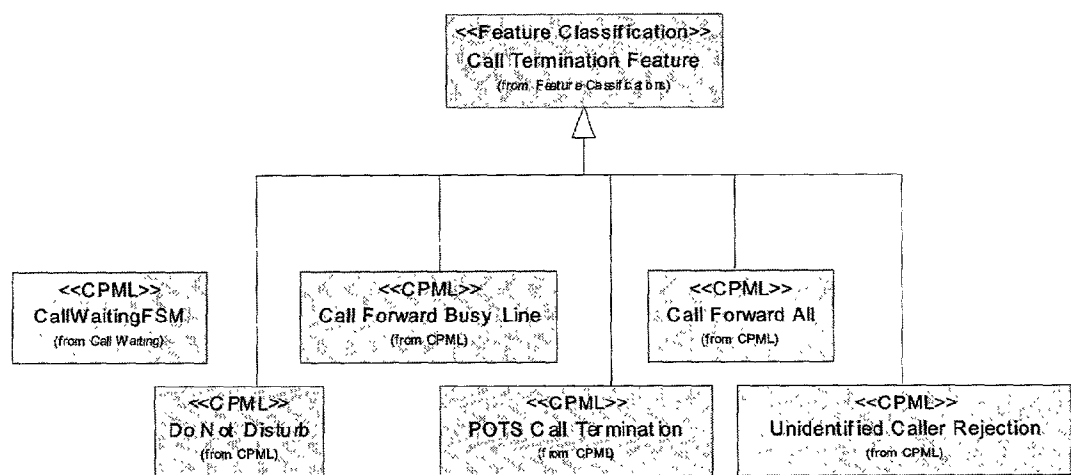 <<Feature Classification>>
Call Termination Feature
(from Feature Classifications)
<<CPML>>
CallWaitingFSM
(from Call Waiting)
<<CPML>>
Call Forward Busy Line
(from CPML)
<<CPML>>
Call Forward All
(from CPML)
<<CPML>>
Do Not Disturb
(from CPML)
<<CPML>>
POTS Call Termination
(from CPML)
<<CPML>>
Unidentified Caller Rejection
(from CPML)